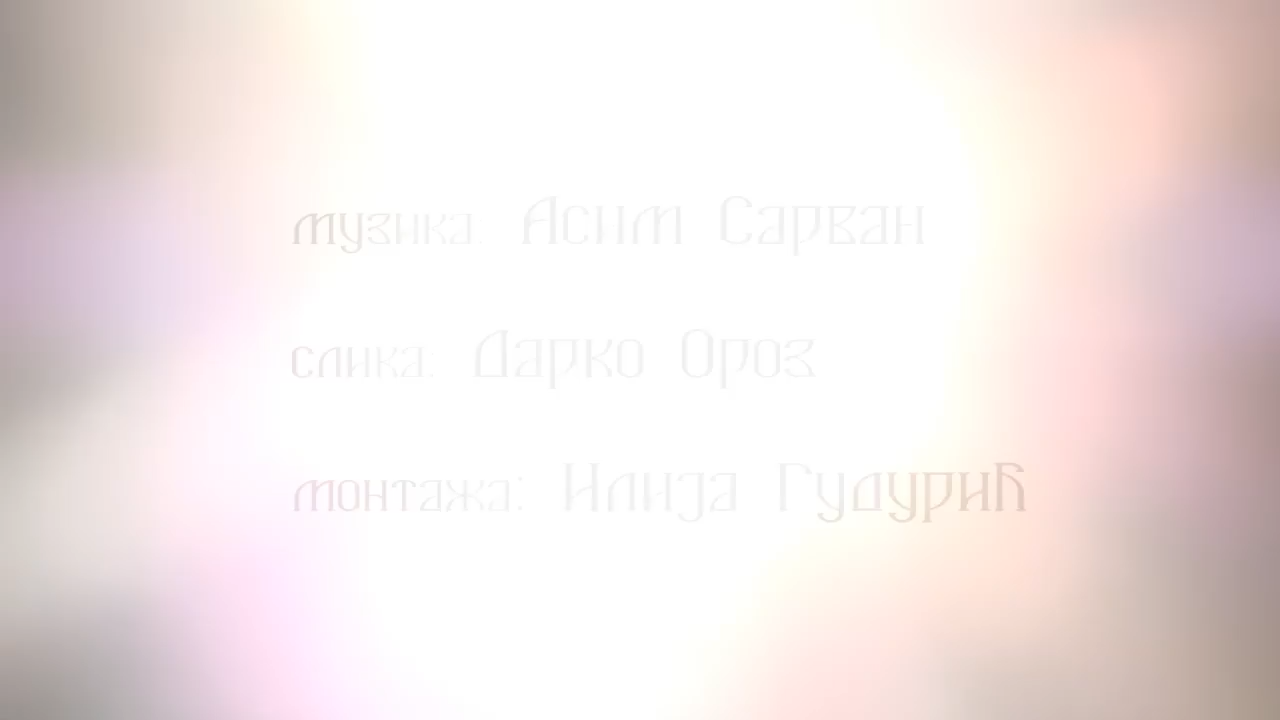 музика: Асим Сарван
слика: Дарко Ороз
монтажа: Илија Гудурић